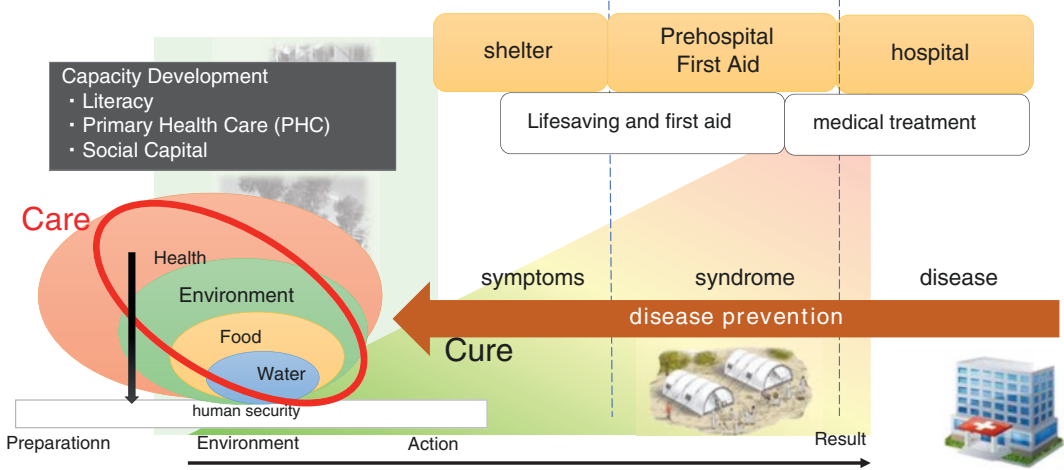 shelter
Prehospital
First Aid
hospital
Capacity Development
・Literacy
・Primary Health Care (PHC)
・Social Capital
Lifesaving and first aid
medical treatment
Care
Health
symptoms
syndrome
disease
Environment
disease prevention
Food
Cure
Water
human security
Preparationn
Environment
Action
Result